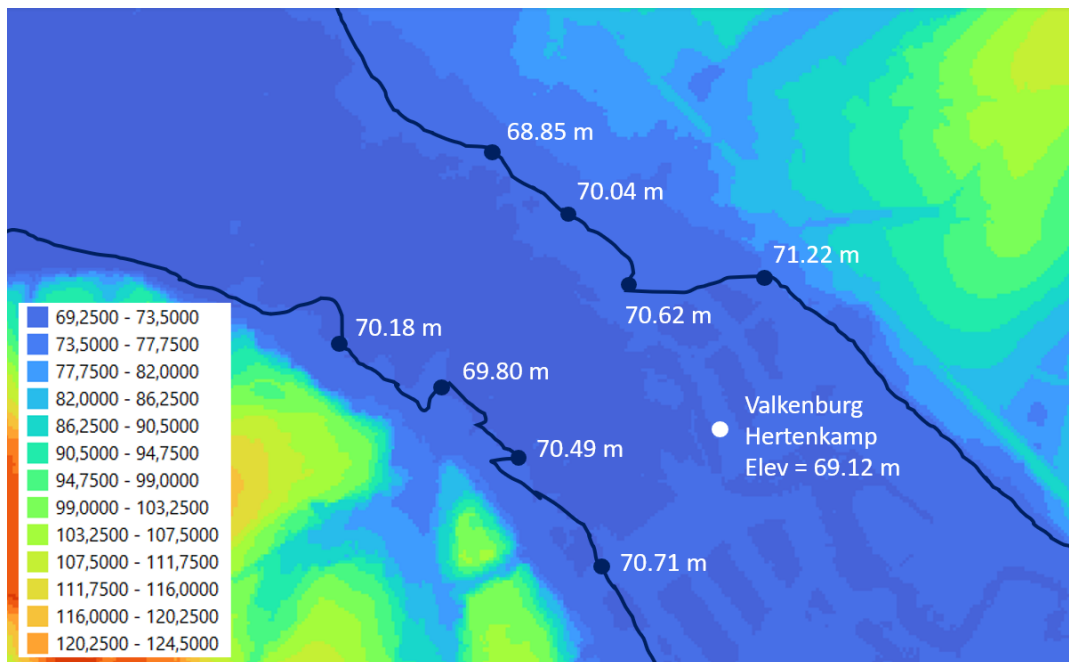 68.85 m
70.04 m
71.22 m
70.62 m
70.18 m
69.80 m
Valkenburg
Hertenkamp
Elev = 69.12 m
70.49 m
70.71 m
69,2500 - 73,5000
73,5000 - 77,7500
77,7500 - 82,0000
82,0000 - 86,2500
86,2500 - 90,5000
90,5000 - 94,7500
94,7500 - 99,0000
99,0000 - 103,2500
103,2500 - 107,5000
107,5000 - 111,7500
111,7500 - 116,0000
116,0000 - 120,2500
120,2500 - 124,5000